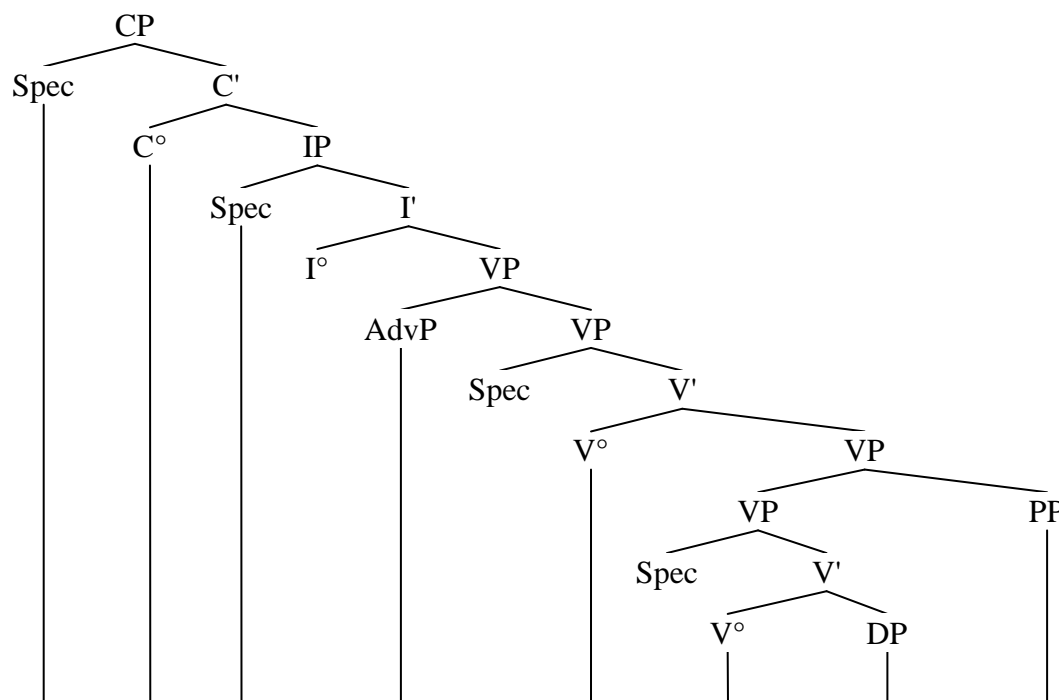 CP
Spec C'
C° IP
Spec I'
I° VP
AdvP VP
Spec V'
V° VP
VP PP
Spec V'
V° DP